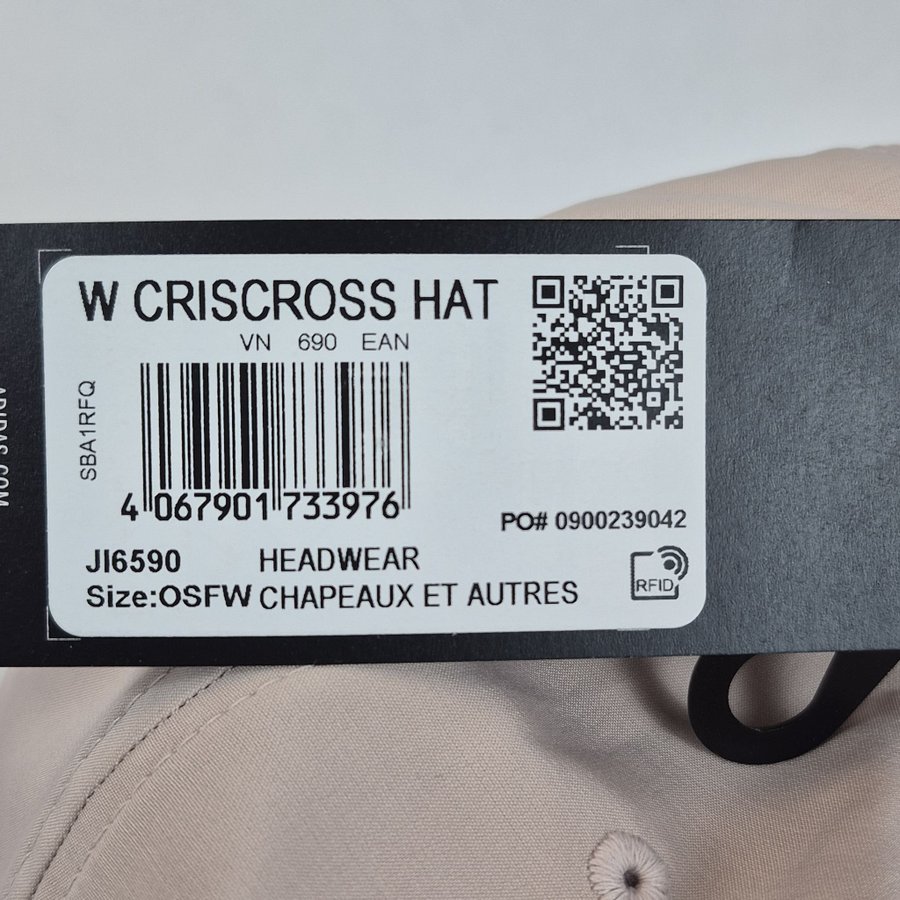 W CRISCROSS HAT
VN 690 EAN
SBA1RFQ
4 067901 733976
PO# 0900239042
JI6590 HEADWEAR
Size:OSFW CHAPEAUX ET AUTRES
RFID
ADIDAS.COM